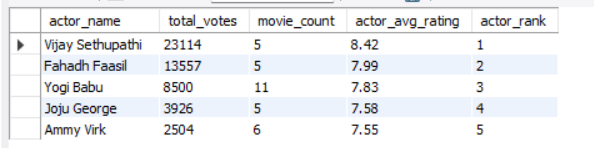 actor_name total_votes movie_count actor_avg_rating actor_rank
Vijay Sethupathi 23114 5 8.42 1
Fahadh Faasil 13557 5 7.99 2
Yogi Babu 8500 11 7.83 3
Joju George 3926 5 7.58 4
Ammy Virk 2504 6 7.55 5